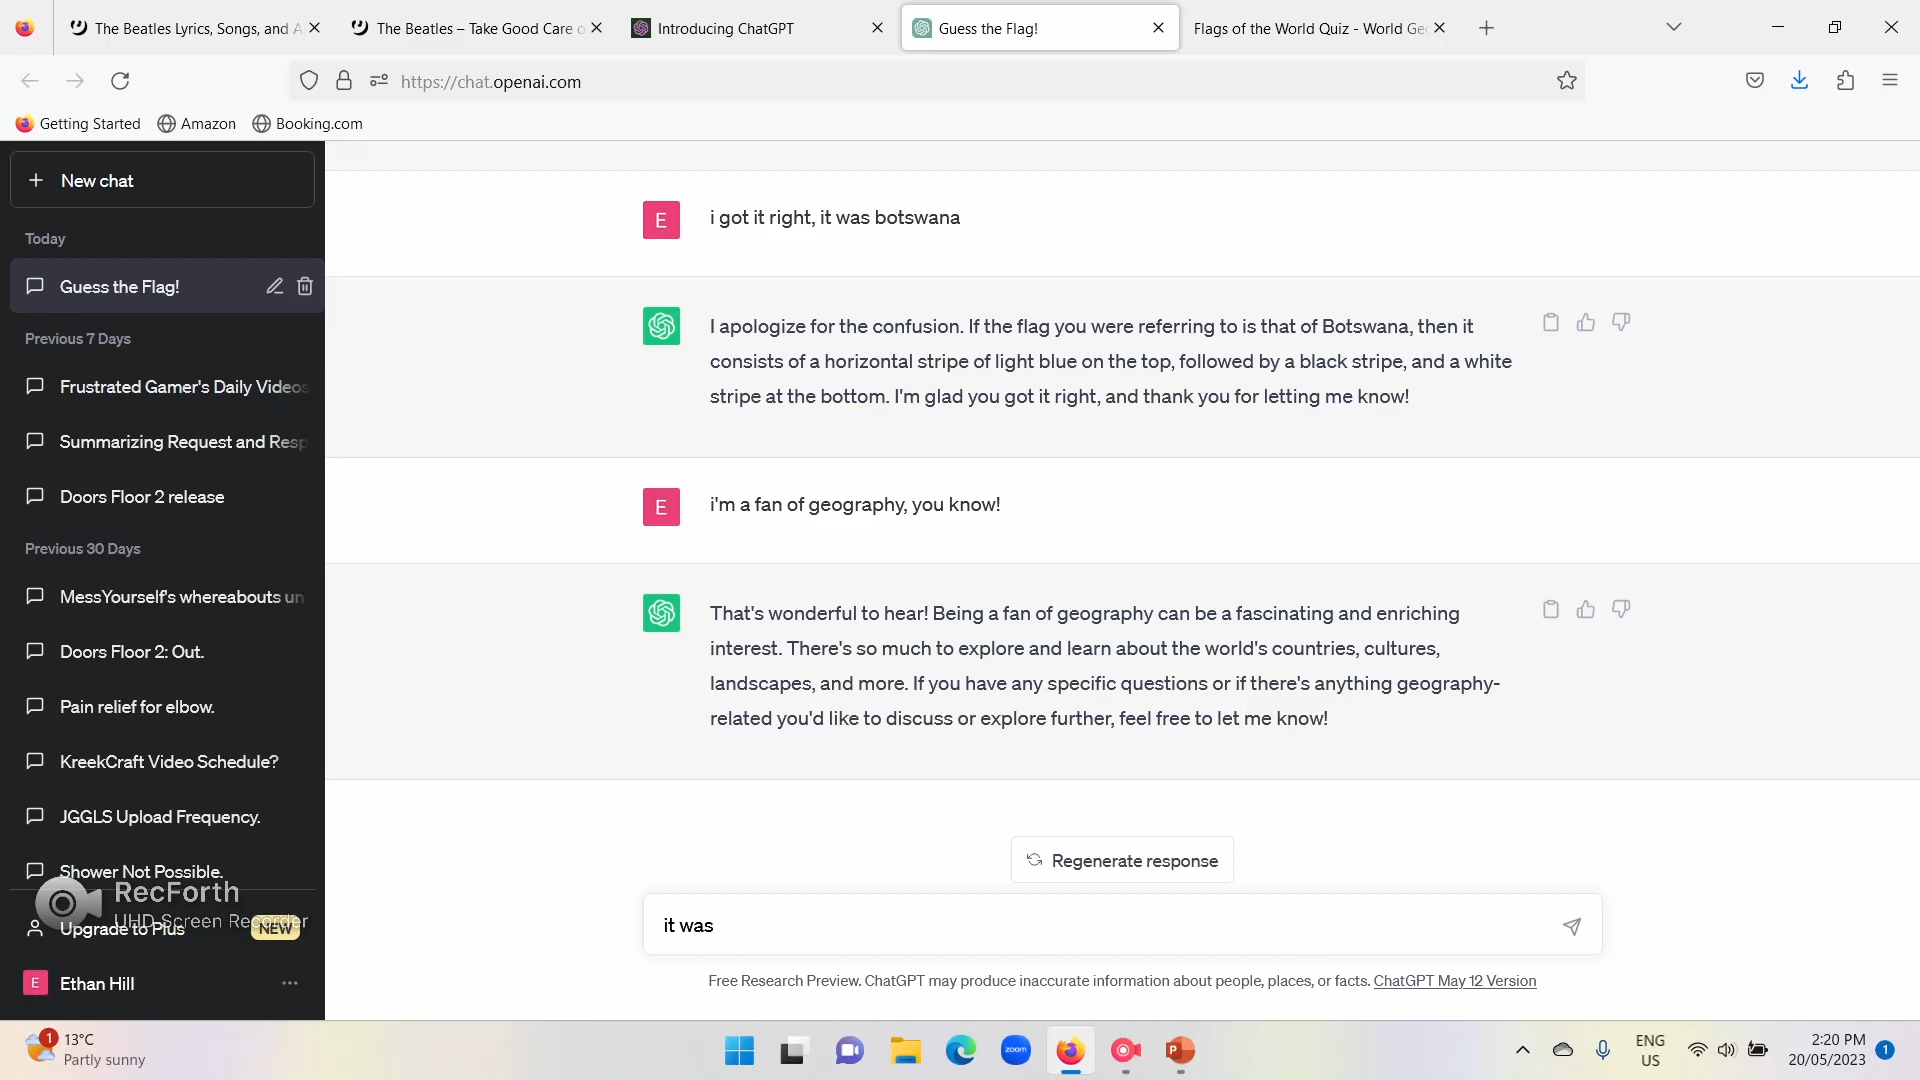 The Beatles Lyrics, Songs, and A
The Beatles – Take Good Care o
Introducing ChatGPT
Guess the Flag!
Flags of the World Quiz - World Ge
https://chat.openai.com
Getting Started
Amazon
Booking.com
New chat
Today
Guess the Flag!
Previous 7 Days
Frustrated Gamer's Daily Videos
Summarizing Request and Resp
Doors Floor 2 release
Previous 30 Days
MessYourself's whereabouts un
Doors Floor 2: Out.
Pain relief for elbow.
KreekCraft Video Schedule?
JGGLS Upload Frequency.
Shower Not Possible.
RecForth
UHD Screen Recorder
Upgrade to Plus
NEW
E
Ethan Hill
E
i got it right, it was botswana
I apologize for the confusion. If the flag you were referring to is that of Botswana, then it
consists of a horizontal stripe of light blue on the top, followed by a black stripe, and a white
stripe at the bottom. I'm glad you got it right, and thank you for letting me know!
E
i'm a fan of geography, you know!
That's wonderful to hear! Being a fan of geography can be a fascinating and enriching
interest. There's so much to explore and learn about the world's countries, cultures,
landscapes, and more. If you have any specific questions or if there's anything geography-
related you'd like to discuss or explore further, feel free to let me know!
Regenerate response
it was
Free Research Preview. ChatGPT may produce inaccurate information about people, places, or facts. ChatGPT May 12 Version
1
13°C
Partly sunny
zoom
P
ENG
US
2:20 PM
20/05/2023
1